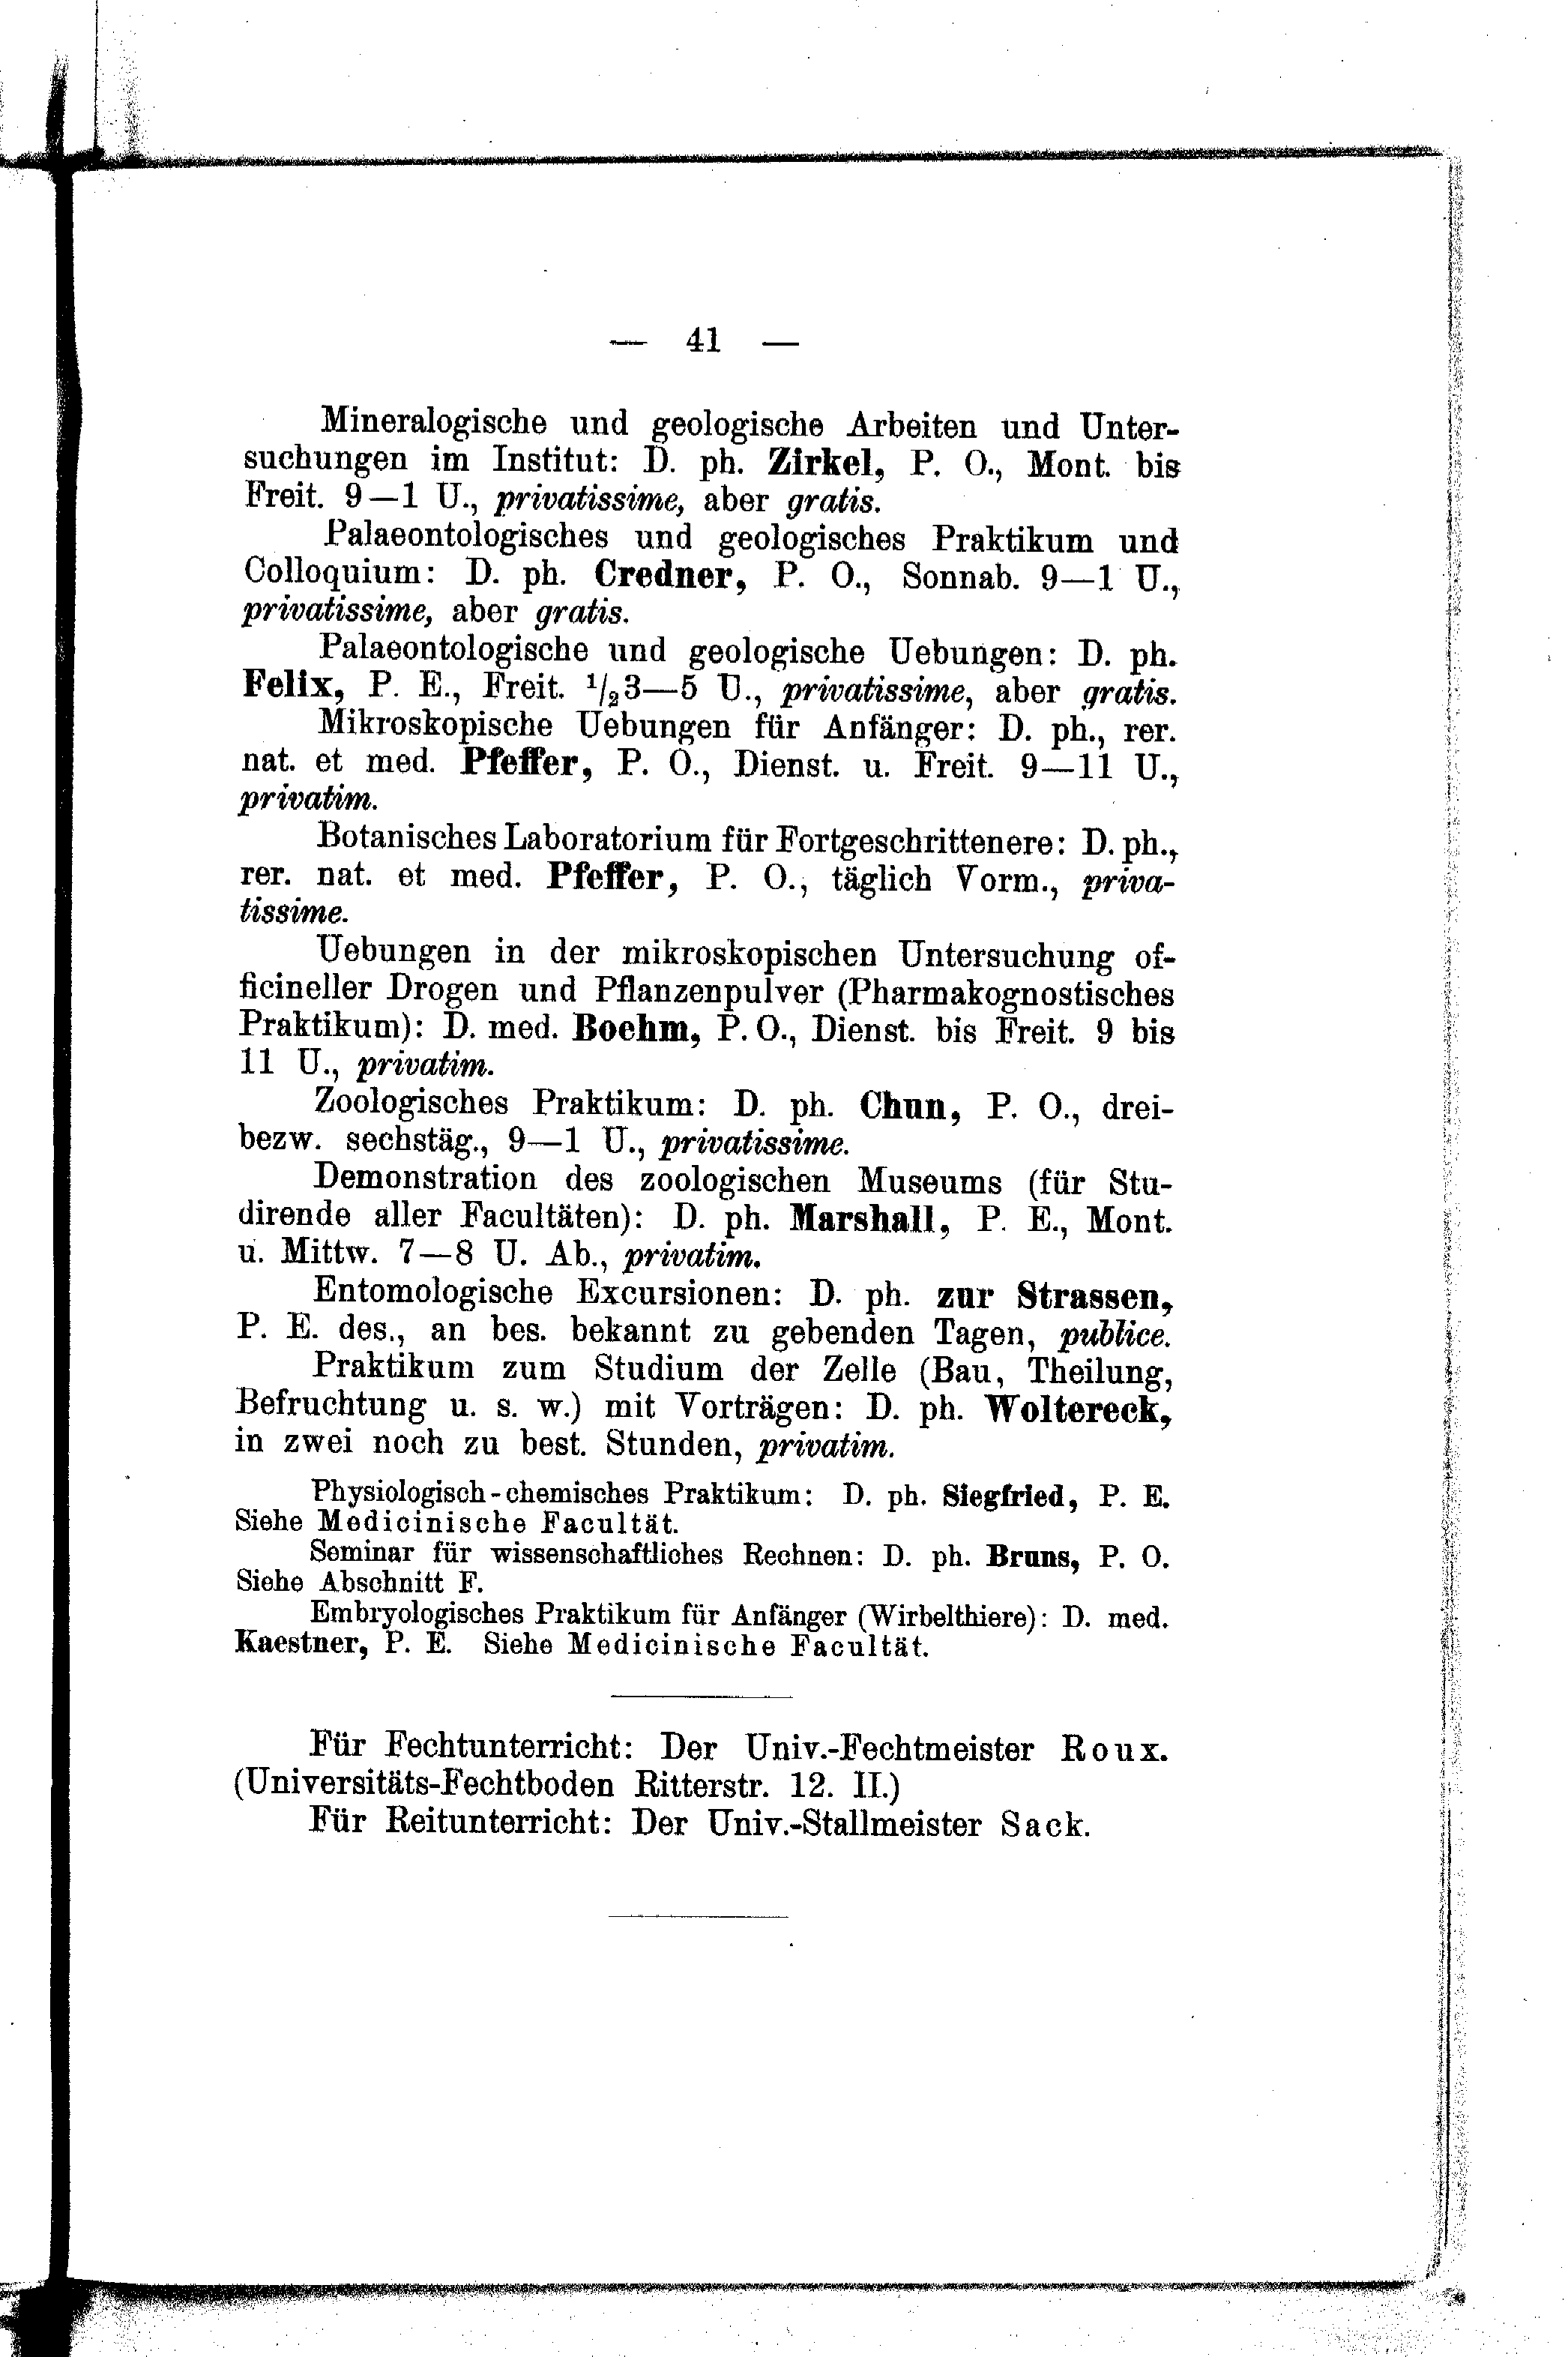 — 41 —
Mineralogische und geologische Arbeiten und Unter-
suchungen im Institut: D. ph. Zirkel, P. O., Mont. bis
Freit. 9—1 U., privatissime, aber gratis.
Palaeontologisches und geologisches Praktikum und
Colloquium: D. ph. Credner, P. O., Sonnab. 9—1 U.,
privatissime, aber gratis.
Palaeontologische und geologische Uebungen: D. ph.
Felix, P. E., Freit. 1/2 3—5 U., privatissime, aber gratis.
Mikroskopische Uebungen für Anfänger: D. ph., rer.
nat. et med. Pfeffer, P. O., Dienst. u. Freit. 9—11 U.,
privatim.
Botanisches Laboratorium für Fortgeschrittenere: D. ph.,
rer. nat. et med. Pfeffer, P. O., täglich Vorm., priva-
tissime.
Uebungen in der mikroskopischen Untersuchung of-
ficineller Drogen und Pflanzenpulver (Pharmakognostisches
Praktikum): D. med. Boehm, P. O., Dienst. bis Freit. 9 bis
11 U., privatim.
Zoologisches Praktikum: D. ph. Chun, P. O., drei-
bezw. sechstäg., 9—1 U., privatissime.
Demonstration des zoologischen Museums (für Stu-
dirende aller Facultäten): D. ph. Marshall, P. E., Mont.
u. Mittw. 7—8 U. Ab., privatim.
Entomologische Excursionen: D. ph. zur Strassen,
P. E. des., an bes. bekannt zu gebenden Tagen, publice.
Praktikum zum Studium der Zelle (Bau, Theilung,
Befruchtung u. s. w.) mit Vorträgen: D. ph. Woltereck,
in zwei noch zu best. Stunden, privatim.
Physiologisch-chemisches Praktikum: D. ph. Siegfried, P. E.
Siehe Medicinische Facultät.
Seminar für wissenschaftliches Rechnen: D. ph. Bruns, P. O.
Siehe Abschnitt F.
Embryologisches Praktikum für Anfänger (Wirbelthiere): D. med.
Kaestner, P. E. Siehe Medicinische Facultät.
Für Fechtunterricht: Der Univ.-Fechtmeister Roux.
(Universitäts-Fechtboden Ritterstr. 12. II.)
Für Reitunterricht: Der Univ.-Stallmeister Sack.